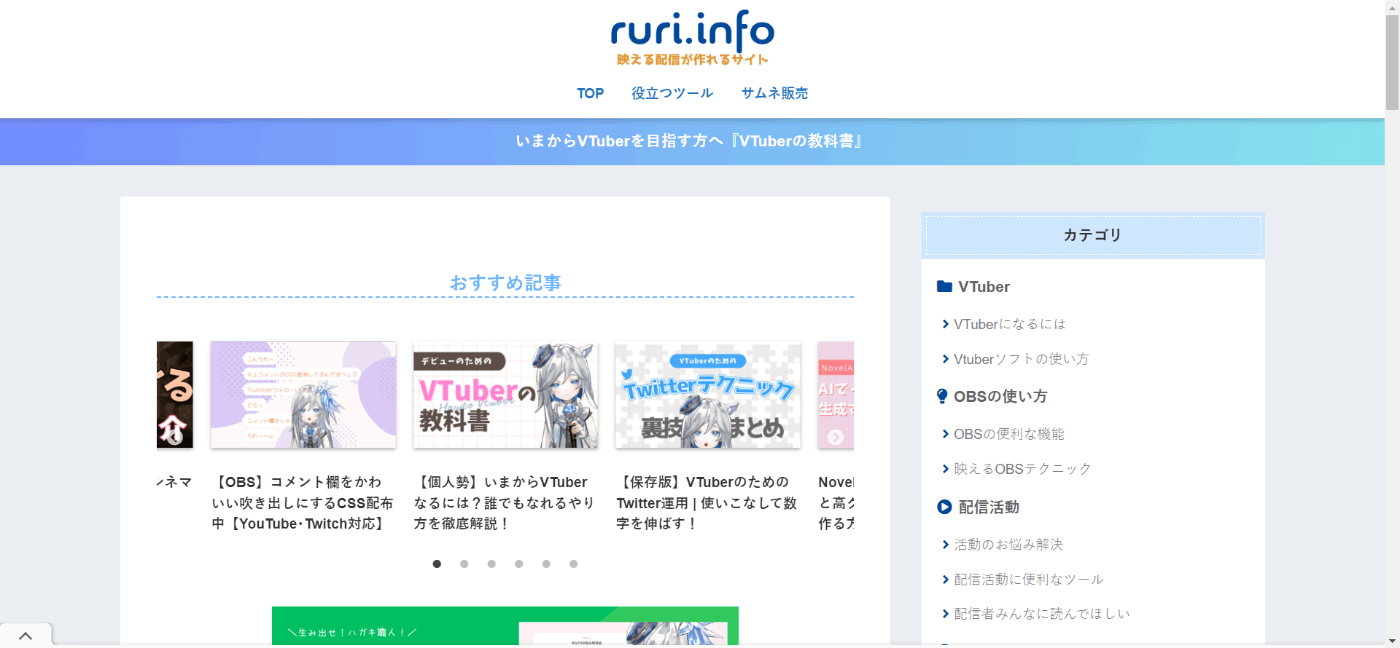 ruri.info
映える配信が作れるサイト
TOP 役立つツール サムネ販売
いまからVTuberを目指す方へ『VTuberの教科書』
カテゴリ
おすすめ記事
VTuber
VTuberになるには
Vtuberソフトの使い方
OBSの使い方
OBSの便利な機能
映えるOBSテクニック
配信活動
活動のお悩み解決
配信活動に便利なツール
配信者みんなに読んでほしい
る
介
デビューのための
VTuberの
Howto Vtuber
教科書
VTuberのための
Twitterテクニック
裏技 まとめ
NovelA
AIで
生成
ンネマ
【OBS】コメント欄をかわ
いい吹き出しにするCSS配布
中【YouTube･Twitch対応】
【個人勢】いまからVTuber
なるには？誰でもなれるやり
方を徹底解説！
【保存版】VTuberのための
Twitter運用 | 使いこなして数
字を伸ばす！
Novel
と高ク
作る方
＼生み出せ！ハガキ職人！／